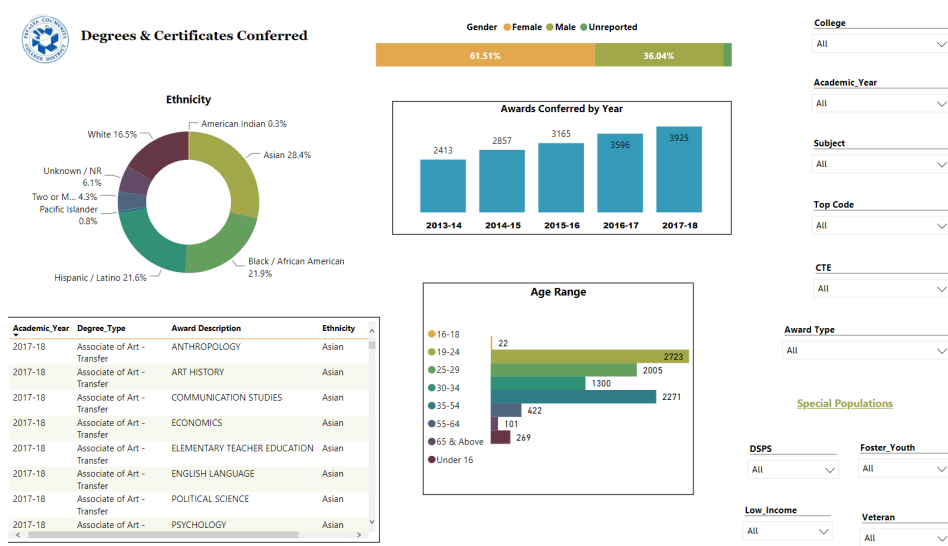 PERALTA COMMUNITY
COLLEGE DISTRICT
Degrees & Certificates Conferred
Gender Female Male Unreported
61.51% 36.04%
Ethnicity
American Indian 0.3%
White 16.5%
Asian 28.4%
Unknown / NR
6.1%
Two or M... 4.3%
Pacific Islander
0.8%
Black / African American
21.9%
Hispanic / Latino 21.6%
Awards Conferred by Year
2413 2857 3165 3596 3925
2013-14 2014-15 2015-16 2016-17 2017-18
Academic_Year Degree_Type Award Description Ethnicity
2017-18 Associate of Art - Transfer ANTHROPOLOGY Asian
2017-18 Associate of Art - Transfer ART HISTORY Asian
2017-18 Associate of Art - Transfer COMMUNICATION STUDIES Asian
2017-18 Associate of Art - Transfer ECONOMICS Asian
2017-18 Associate of Art - Transfer ELEMENTARY TEACHER EDUCATION Asian
2017-18 Associate of Art - Transfer ENGLISH LANGUAGE Asian
2017-18 Associate of Art - Transfer POLITICAL SCIENCE Asian
2017-18 Associate of Art - PSYCHOLOGY Asian
Age Range
16-18
19-24
25-29
30-34
35-54
55-64
65 & Above
Under 16
22
2723
2005
1300
2271
422
101
269
College
All
Academic_Year
All
Subject
All
Top Code
All
CTE
All
Award Type
All
Special Populations
DSPS
All
Foster_Youth
All
Low_Income
All
Veteran
All